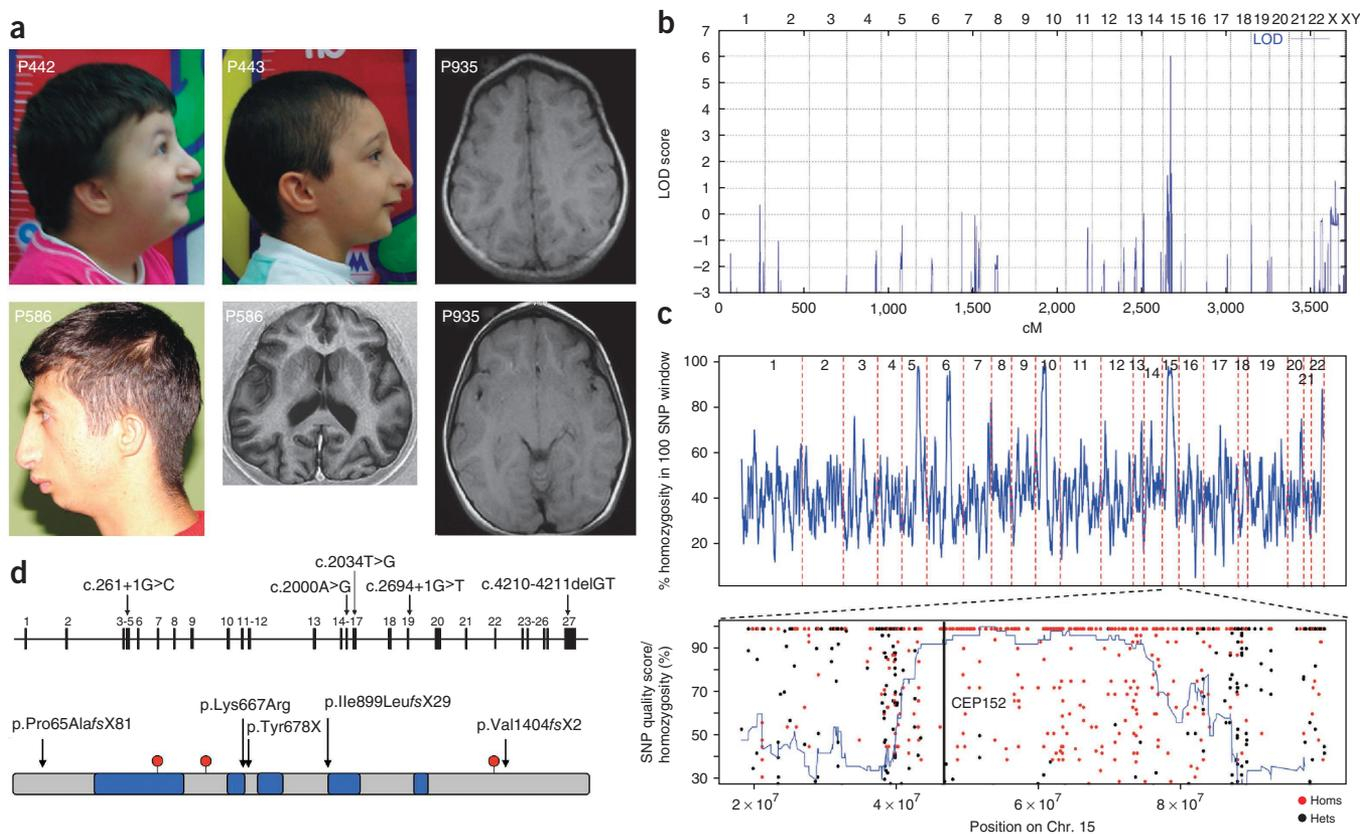 a
P442
P443
P935
P586
P586
P935
b
1 2 3 4 5 6 7 8 9 10 11 12 13 14 15 16 17 18 19 20 21 22 X XY
LOD
7
6
5
4
3
2
1
0
–1
–2
–3
LOD score
0 500 1,000 1,500 2,000 2,500 3,000 3,500
cM
c
100
80
60
40
20
% homozygosity in 100 SNP window
1 2 3 4 5 6 7 8 9 10 11 12 13 14 15 16 17 18 19 20 21 22
90
70
50
30
SNP quality score/
homozygosity (%)
CEP152
2 × 10⁷ 4 × 10⁷ 6 × 10⁷ 8 × 10⁷
Position on Chr. 15
Homs
Hets
d
c.2034T>G
c.261+1G>C c.2000A>G c.2694+1G>T c.4210-4211delGT
1 2 3-5 6 7 8 9 10 11-12 13 14-17 18 19 20 21 22 23-26 27
p.Lys667Arg p.Ile899LeufsX29
p.Pro65AlafsX81 p.Tyr678X p.Val1404fsX2